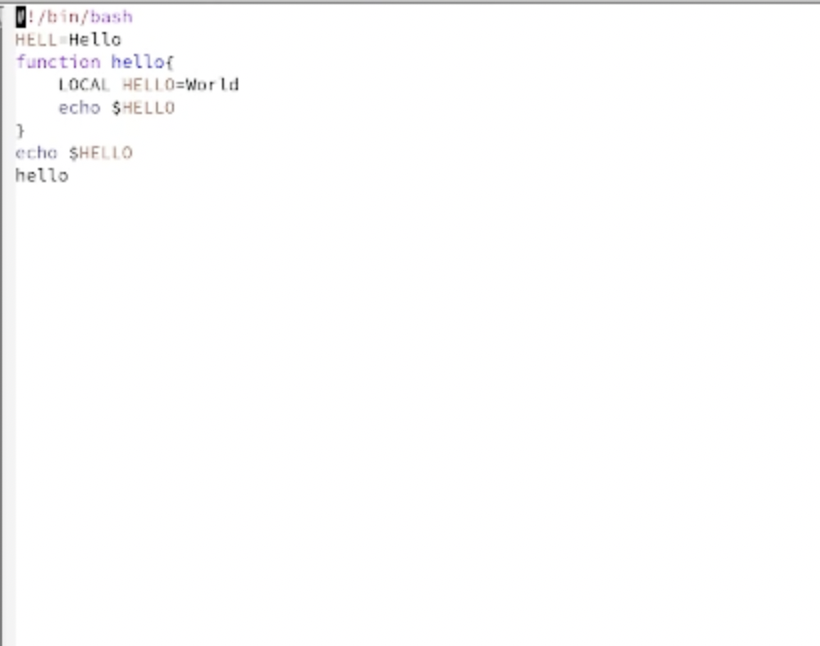 #!/bin/bash
HELL=Hello
function hello{
    LOCAL HELLO=World
    echo $HELLO
}
echo $HELLO
hello